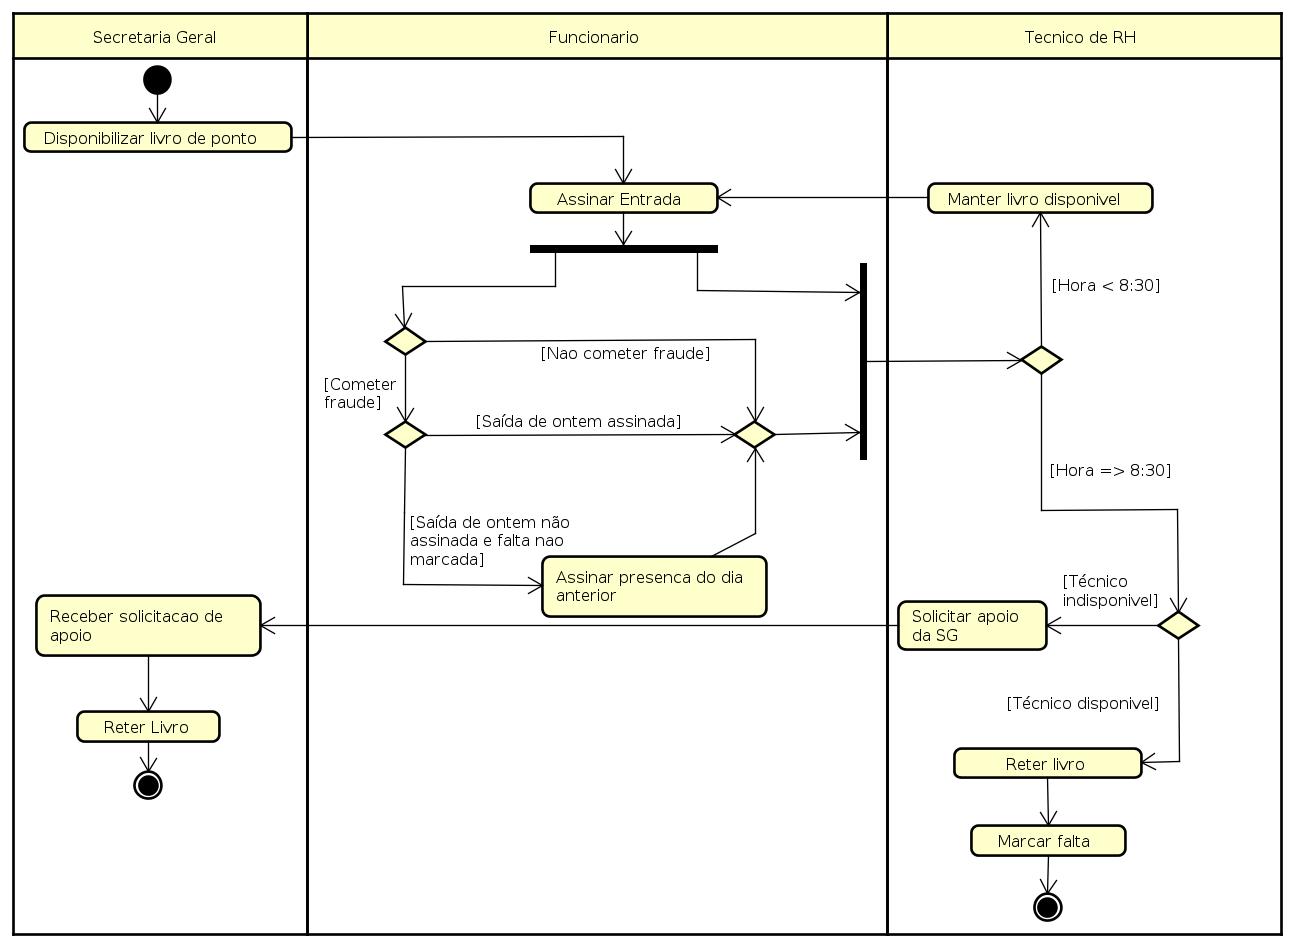 Secretaria Geral
Funcionario
Tecnico de RH
Disponibilizar livro de ponto
Assinar Entrada
Manter livro disponivel
[Hora < 8:30]
[Nao cometer fraude]
[Cometer
fraude]
[Saída de ontem assinada]
[Hora => 8:30]
[Saída de ontem não
assinada e falta nao
marcada]
Assinar presenca do dia
anterior
[Técnico
indisponivel]
Receber solicitacao de
apoio
Solicitar apoio
da SG
[Técnico disponivel]
Reter Livro
Reter livro
Marcar falta